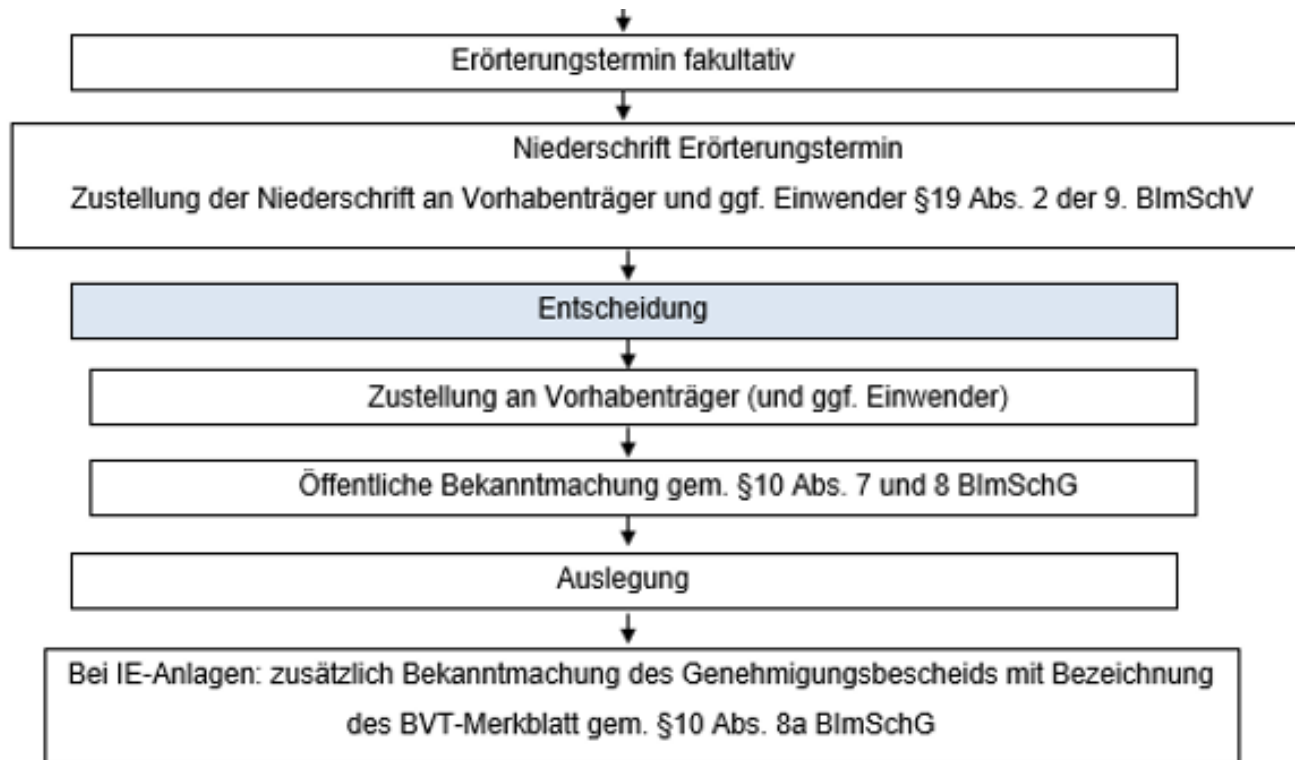 Erörterungstermin fakultativ
Niederschrift Erörterungstermin
Zustellung der Niederschrift an Vorhabenträger und ggf. Einwender §19 Abs. 2 der 9. BImSchV
Entscheidung
Zustellung an Vorhabenträger (und ggf. Einwender)
Öffentliche Bekanntmachung gem. §10 Abs. 7 und 8 BImSchG
Auslegung
Bei IE-Anlagen: zusätzlich Bekanntmachung des Genehmigungsbescheids mit Bezeichnung
des BVT-Merkblatt gem. §10 Abs. 8a BImSchG